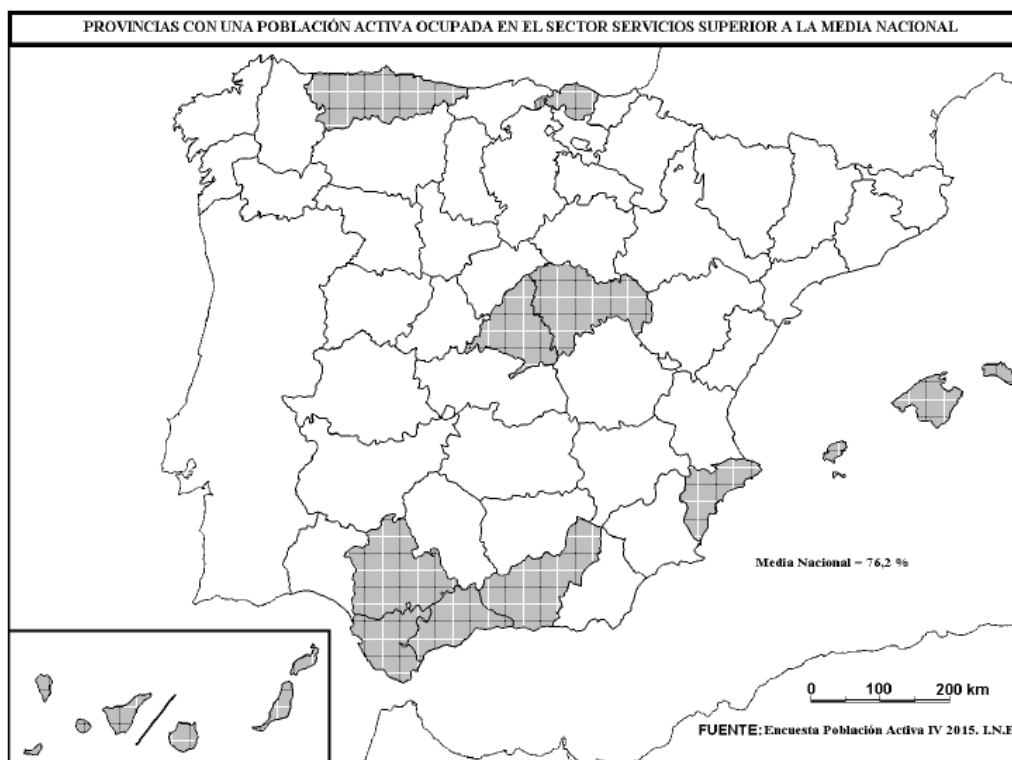 PROVINCIAS CON UNA POBLACIÓN ACTIVA OCUPADA EN EL SECTOR SERVICIOS SUPERIOR A LA MEDIA NACIONAL
Media Nacional = 76,2 %
0 100 200 km
FUENTE: Encuesta Población Activa IV 2015. I.N.E